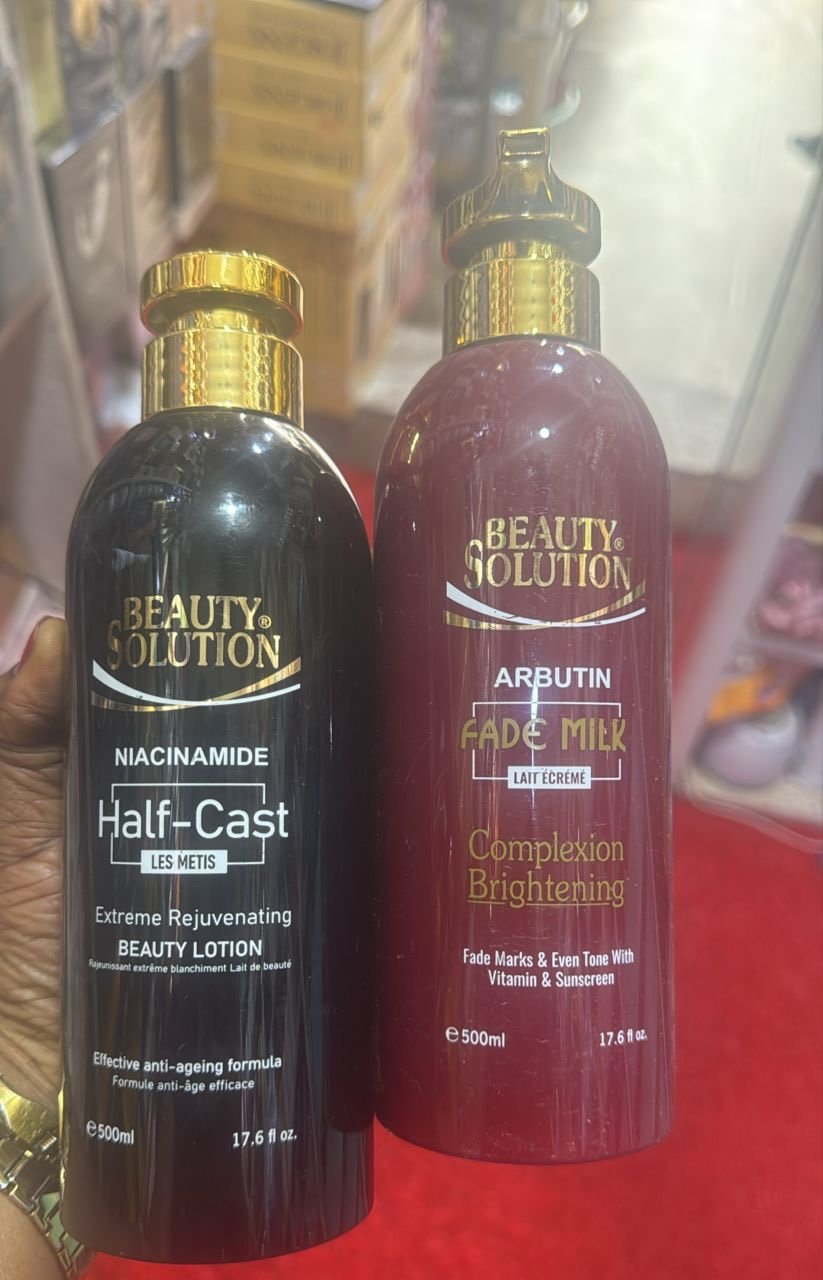 BEAUTY®
SOLUTION
NIACINAMIDE
Half-Cast
LES METIS
Extreme Rejuvenating
BEAUTY LOTION
Rajeunissant extrême blanchiment Lait de beauté
Effective anti-ageing formula
Formule anti-âge efficace
℮500ml 17.6 fl oz.
BEAUTY®
SOLUTION
ARBUTIN
FADE MILK
LAIT ÉCRÉMÉ
Complexion
Brightening
Fade Marks & Even Tone With
Vitamin & Sunscreen
℮500ml 17.6 fl oz.